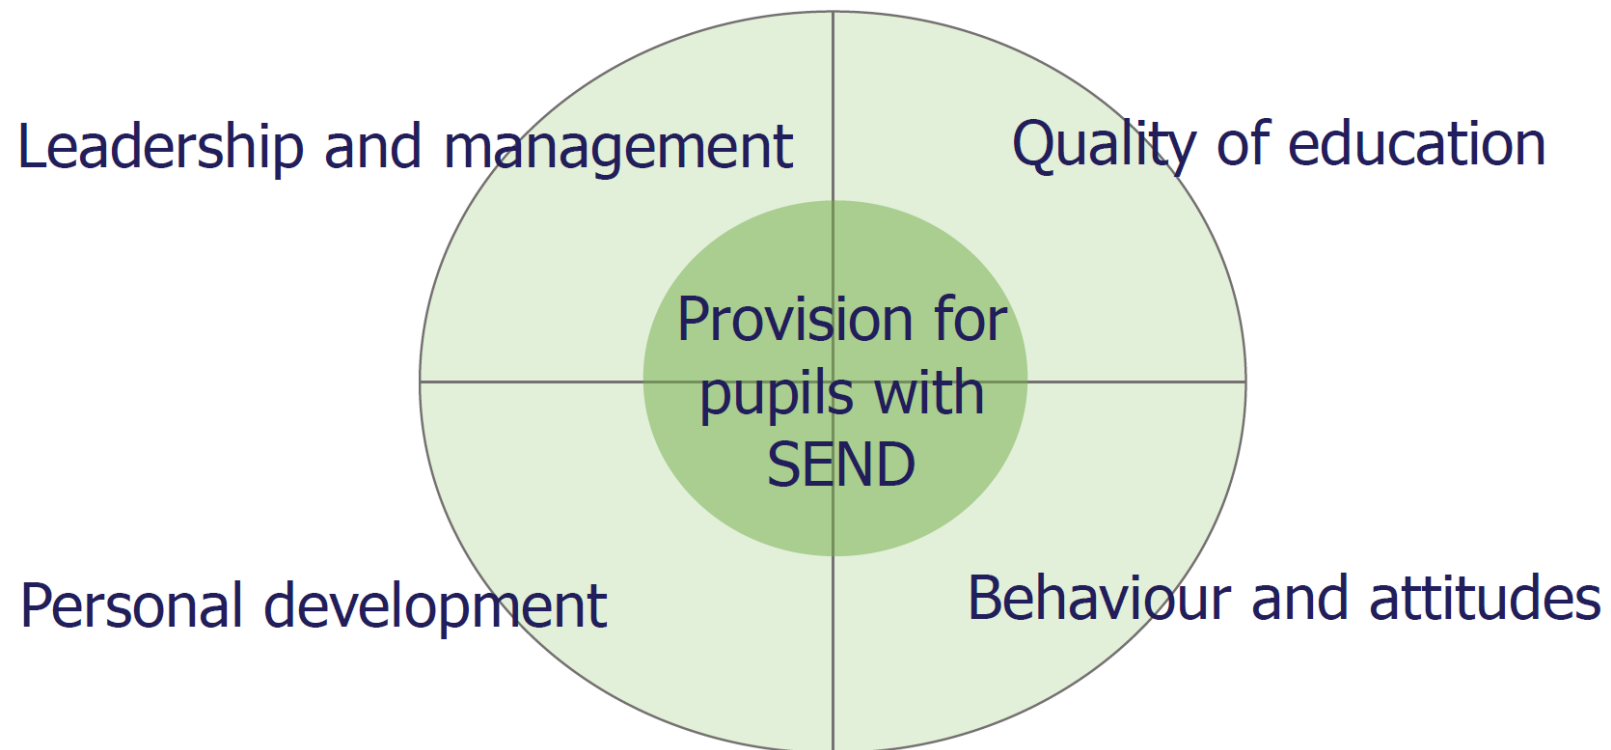 Leadership and management
Quality of education
Provision for
pupils with
SEND
Personal development
Behaviour and attitudes